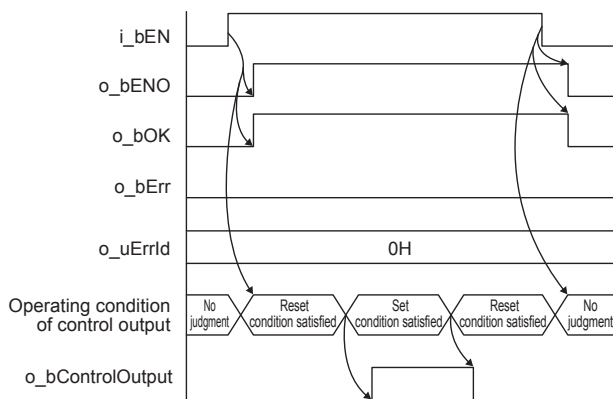 i_bEN
o_bENO
o_bOK
o_bErr
o_uErrId
0H
Operating condition
of control output
No
judgment
Reset
condition satisfied
Set
condition satisfied
Reset
condition satisfied
No
judgment
o_bControlOutput